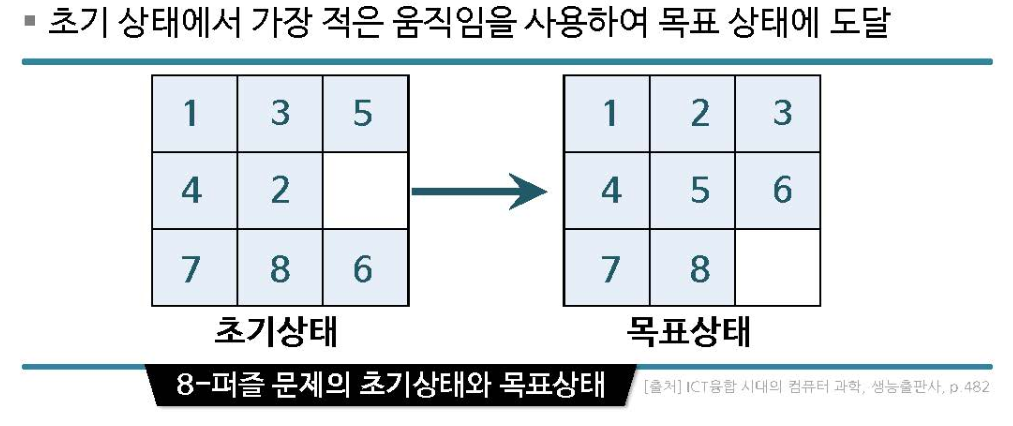 ▪ 초기 상태에서 가장 적은 움직임을 사용하여 목표 상태에 도달
1 3 5
4 2
7 8 6
초기상태
1 2 3
4 5 6
7 8
목표상태
8-퍼즐 문제의 초기상태와 목표상태
[출처] ICT융합 시대의 컴퓨터 과학, 생능출판사, p.482